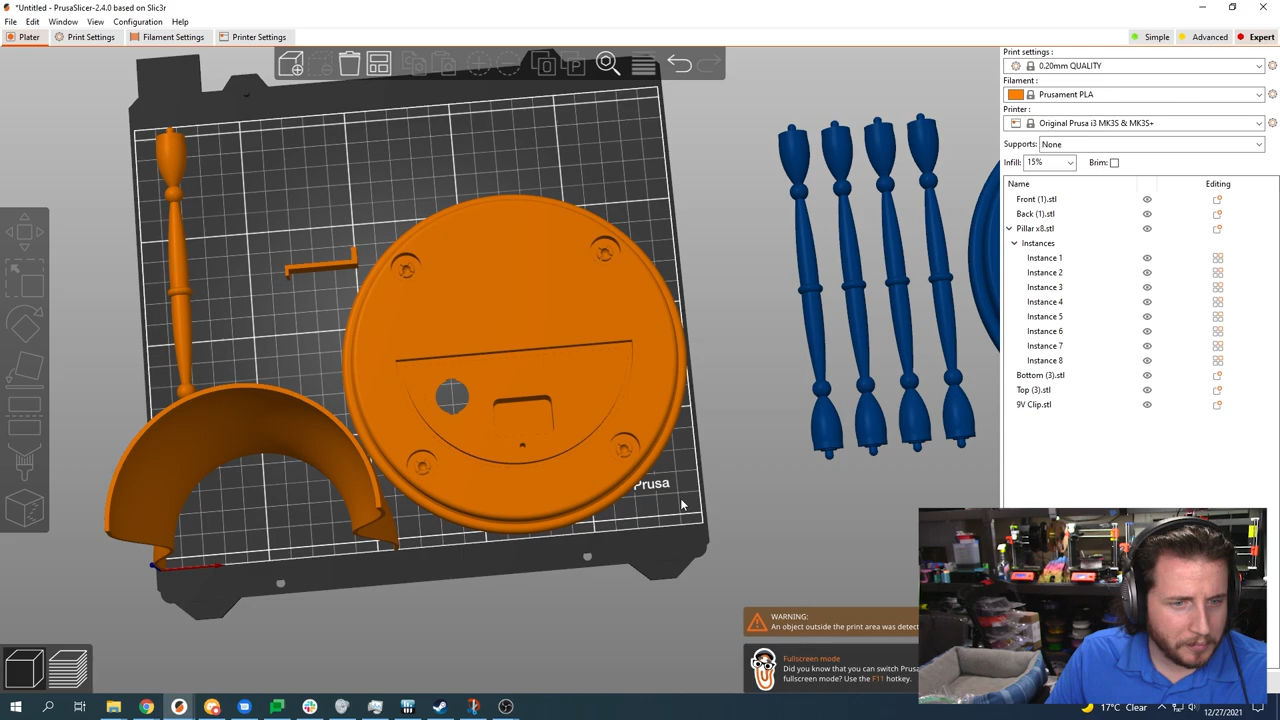 *Untitled - PrusaSlicer-2.4.0 based on Slic3r
File Edit Window View Configuration Help
Plater Print Settings Filament Settings Printer Settings Simple Advanced Expert
Print settings :
0.20mm QUALITY
Filament :
Prusament PLA
Printer :
Original Prusa i3 MK3S & MK3S+
Supports: None
Infill: 15% Brim:
Name Editing
Front (1).stl
Back (1).stl
Pillar x8.stl
Instances
Instance 1
Instance 2
Instance 3
Instance 4
Instance 5
Instance 6
Instance 7
Instance 8
Bottom (3).stl
Top (3).stl
9V Clip.stl
Prusa
WARNING:
An object outside the print area was detect
Fullscreen mode
Did you know that you can switch Prusa
fullscreen mode? Use the F11 hotkey.
17°C Clear
12/27/2021